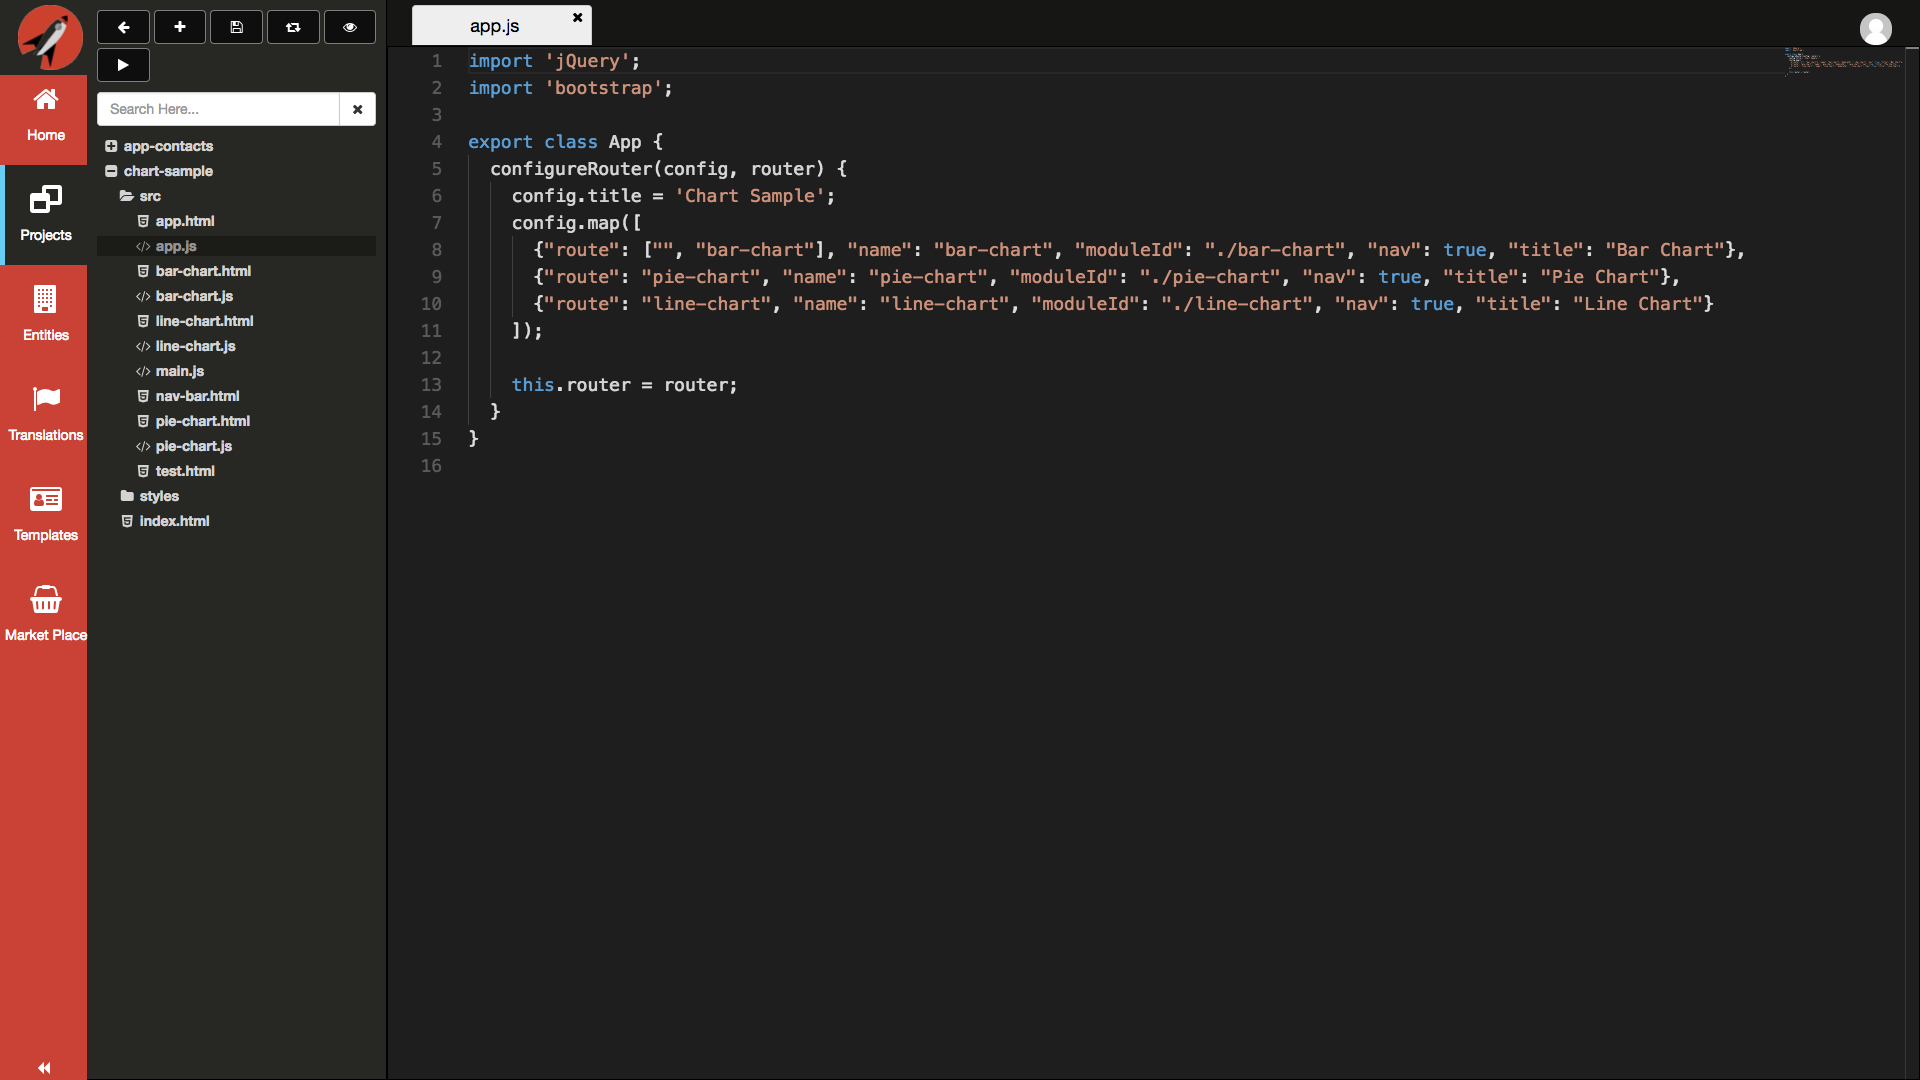 Home
Projects
Entities
Translations
Templates
Market Place
Search Here...
app-contacts
chart-sample
src
app.html
app.js
bar-chart.html
bar-chart.js
line-chart.html
line-chart.js
main.js
nav-bar.html
pie-chart.html
pie-chart.js
test.html
styles
index.html
app.js
1 import 'jQuery';
2 import 'bootstrap';
3
4 export class App {
5   configureRouter(config, router) {
6     config.title = 'Chart Sample';
7     config.map([
8       {"route": ["", "bar-chart"], "name": "bar-chart", "moduleId": "./bar-chart", "nav": true, "title": "Bar Chart"},
9       {"route": "pie-chart", "name": "pie-chart", "moduleId": "./pie-chart", "nav": true, "title": "Pie Chart"},
10       {"route": "line-chart", "name": "line-chart", "moduleId": "./line-chart", "nav": true, "title": "Line Chart"}
11     ]);
12
13     this.router = router;
14   }
15 }
16